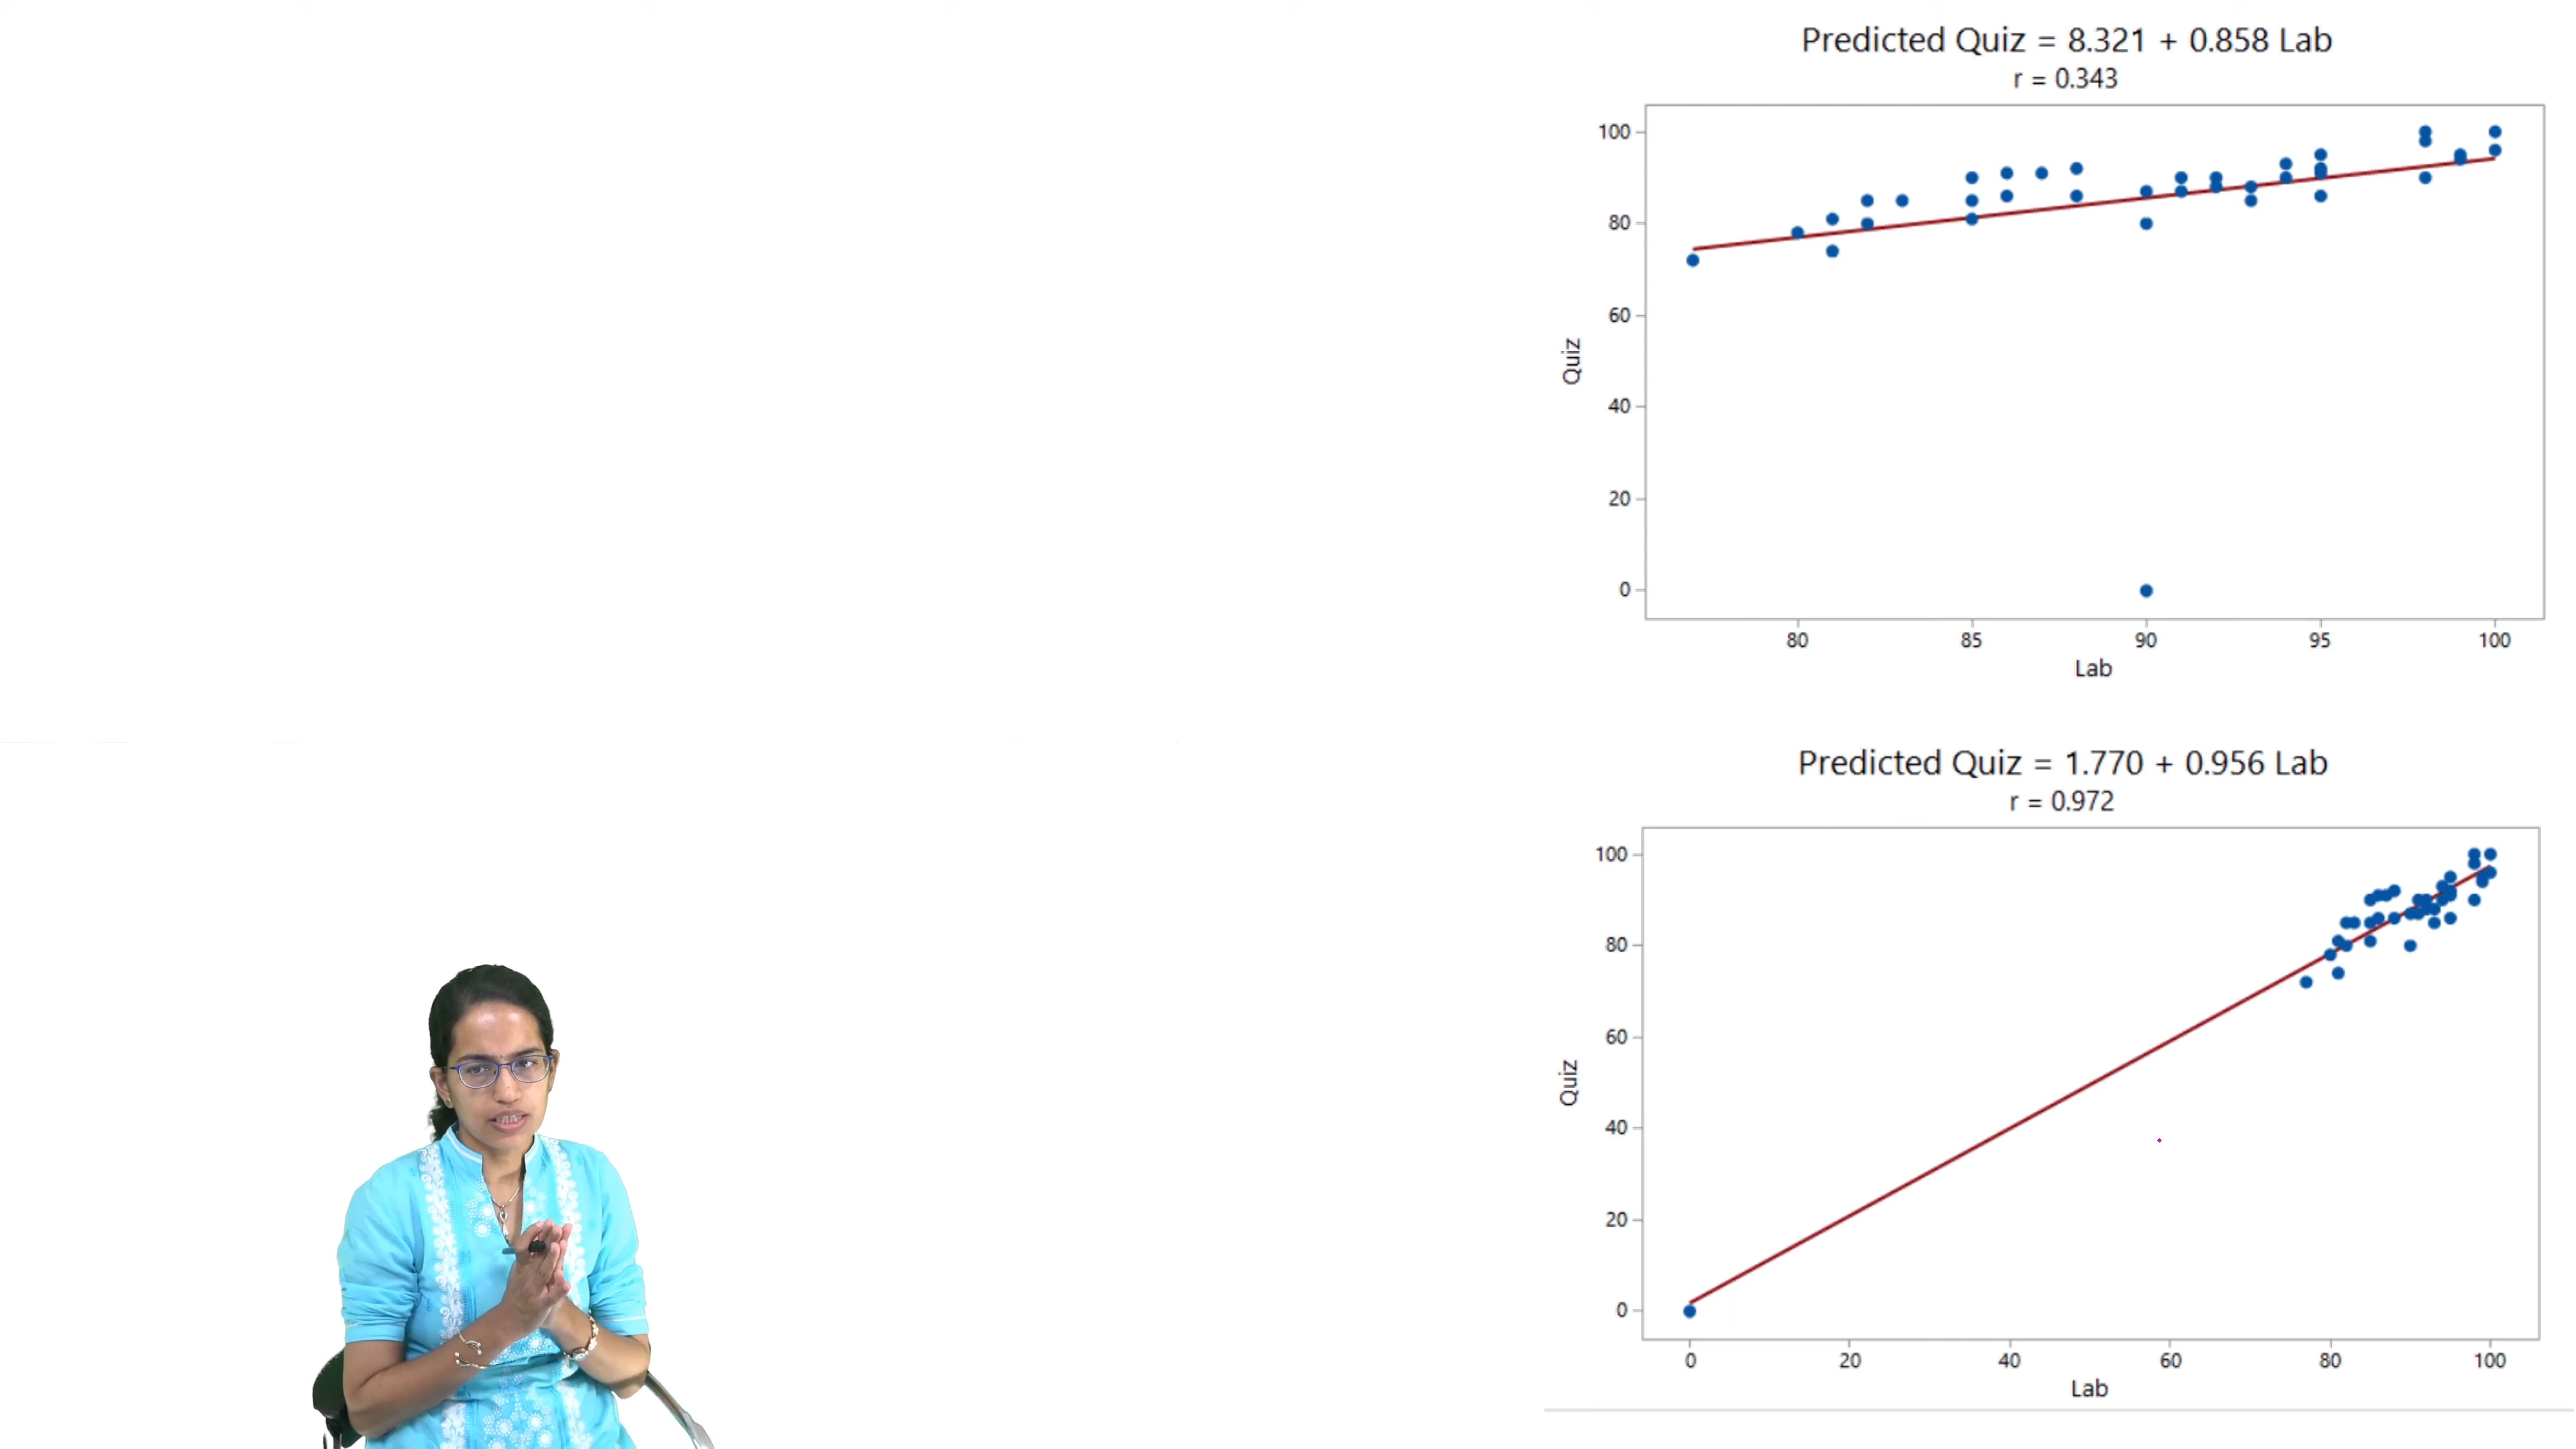 Predicted Quiz = 8.321 + 0.858 Lab
r = 0.343
100
80
60
40
20
0
Quiz
80 85 90 95 100
Lab
Predicted Quiz = 1.770 + 0.956 Lab
r = 0.972
100
80
60
40
20
0
Quiz
0 20 40 60 80 100
Lab